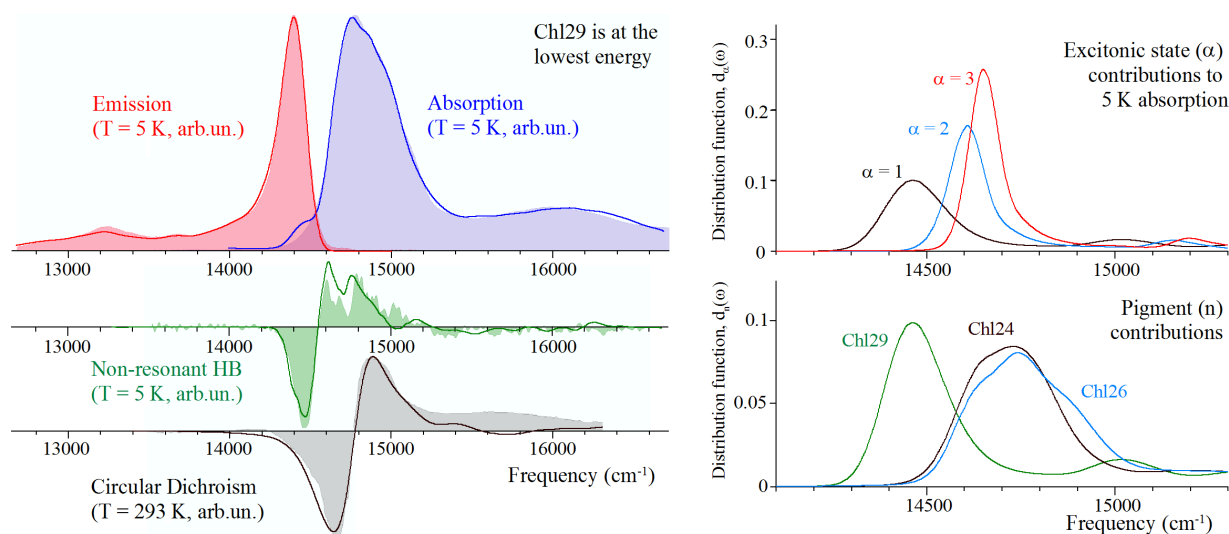 Chl29 is at the
lowest energy
Emission
(T = 5 K, arb.un.)
Absorption
(T = 5 K, arb.un.)
13000 14000 15000 16000
Non-resonant HB
(T = 5 K, arb.un.)
13000 14000 15000 16000
13000 14000 15000 16000
Frequency (cm⁻¹)
Circular Dichroism
(T = 293 K, arb.un.)
Distribution function, dα(ω)
0.3
0.2
0.1
0
Excitonic state (α)
contributions to
5 K absorption
α = 3
α = 2
α = 1
14500 15000
Distribution function, dn(ω)
0.1
0.05
0
Pigment (n)
contributions
Chl29
Chl24
Chl26
14500 15000
Frequency (cm⁻¹)